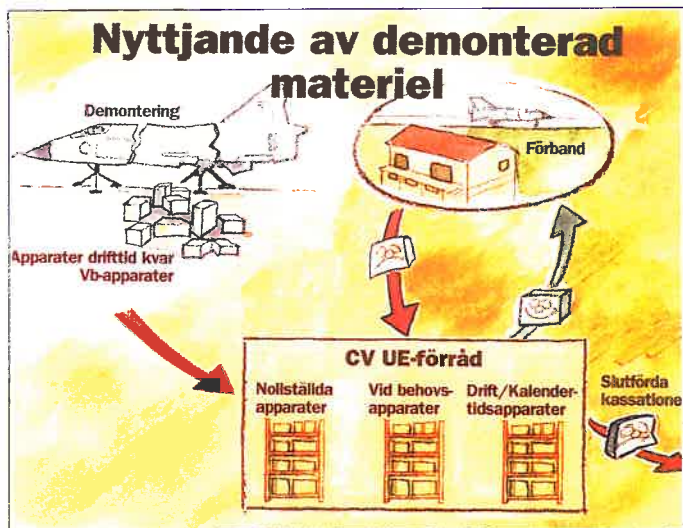 Nyttjande av demonterad
materiel
Demontering
Förband
Apparater drifttid kvar
Vb-apparater
CV UE-förråd
Nollställda
apparater
Vid behovs-
apparater
Drift/Kalender-
tidsapparater
Slutförda
kassatione